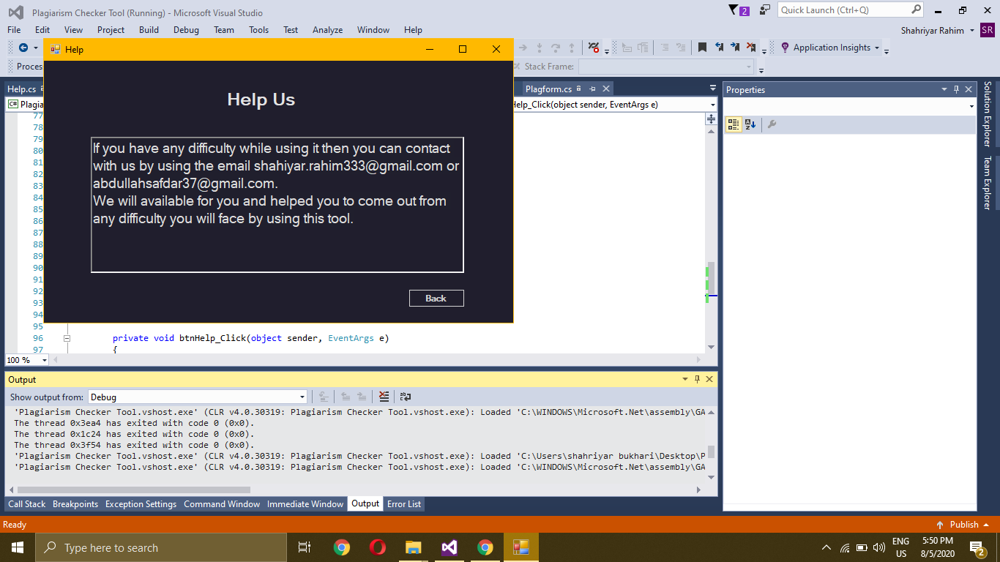 Plagiarism Checker Tool (Running) - Microsoft Visual Studio
2
Quick Launch (Ctrl+Q)
File Edit View Project Build Debug Team Tools Test Analyze Window Help
Shahriyar Rahim SR
Help
Application Insights
Proces
Stack Frame:
Help.cs
Plagform.cs
Properties
C# Plagia
Help_Click(object sender, EventArgs e)
Help Us
If you have any difficulty while using it then you can contact
with us by using the email shahiyar.rahim333@gmail.com or
abdullahsafdar37@gmail.com.
We will available for you and helped you to come out from
any difficulty you will face by using this tool.
Back
77
78
79
80
81
82
83
84
85
86
87
88
89
90
91
92
93
94
95
96 private void btnHelp_Click(object sender, EventArgs e)
97 {
100 %
Solution Explorer
Team Explorer
Output
Show output from: Debug
'Plagiarism Checker Tool.vshost.exe' (CLR v4.0.30319: Plagiarism Checker Tool.vshost.exe): Loaded 'C:\WINDOWS\Microsoft.Net\assembly\GA
The thread 0x3ea4 has exited with code 0 (0x0).
The thread 0x1c24 has exited with code 0 (0x0).
The thread 0x3f54 has exited with code 0 (0x0).
'Plagiarism Checker Tool.vshost.exe' (CLR v4.0.30319: Plagiarism Checker Tool.vshost.exe): Loaded 'C:\Users\shahriyar bukhari\Desktop\P
'Plagiarism Checker Tool.vshost.exe' (CLR v4.0.30319: Plagiarism Checker Tool.vshost.exe): Loaded 'C:\WINDOWS\Microsoft.Net\assembly\GA
Call Stack Breakpoints Exception Settings Command Window Immediate Window Output Error List
Ready
Publish
Type here to search
ENG
US
5:50 PM
8/5/2020
2